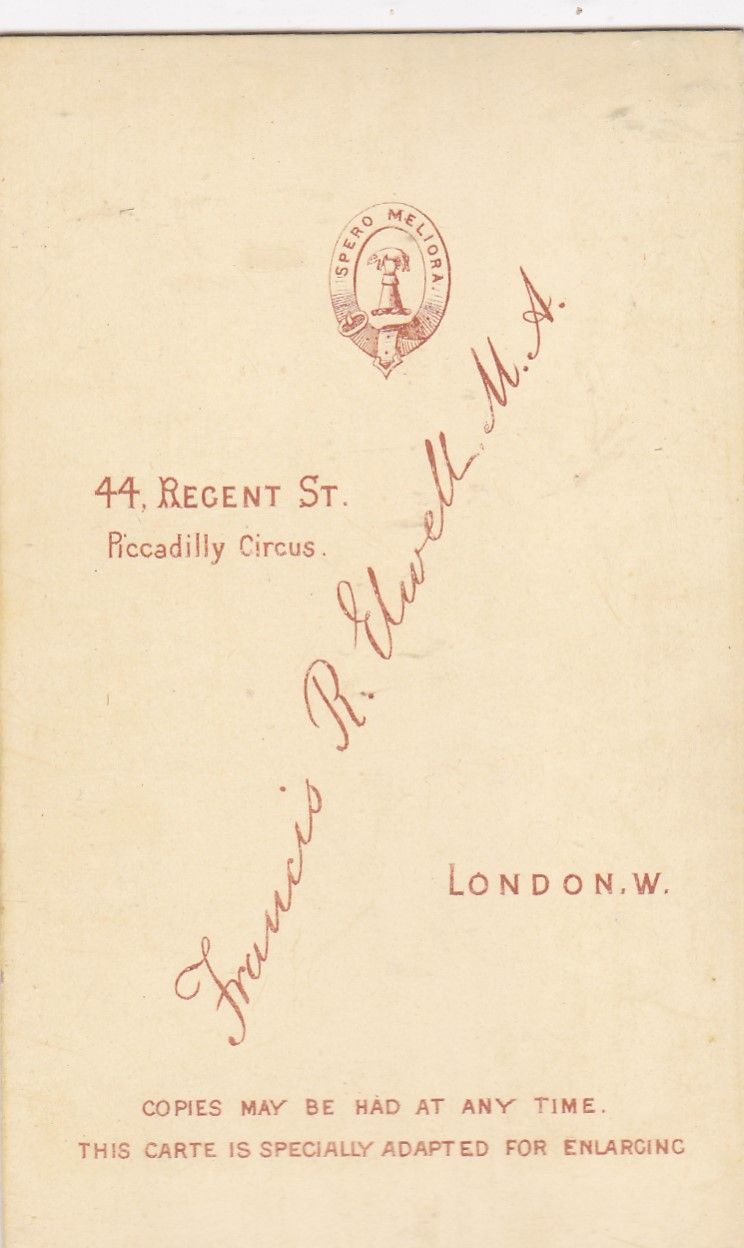 SPERO MELIORA
44, REGENT ST.
Piccadilly Circus.
Francis R. Elwell. M.A.
LONDON. W.
COPIES MAY BE HAD AT ANY TIME.
THIS CARTE IS SPECIALLY ADAPTED FOR ENLARGING